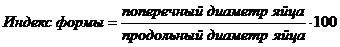 Индекс формы = поперечный диаметр яйца / продольный диаметр яйца · 100